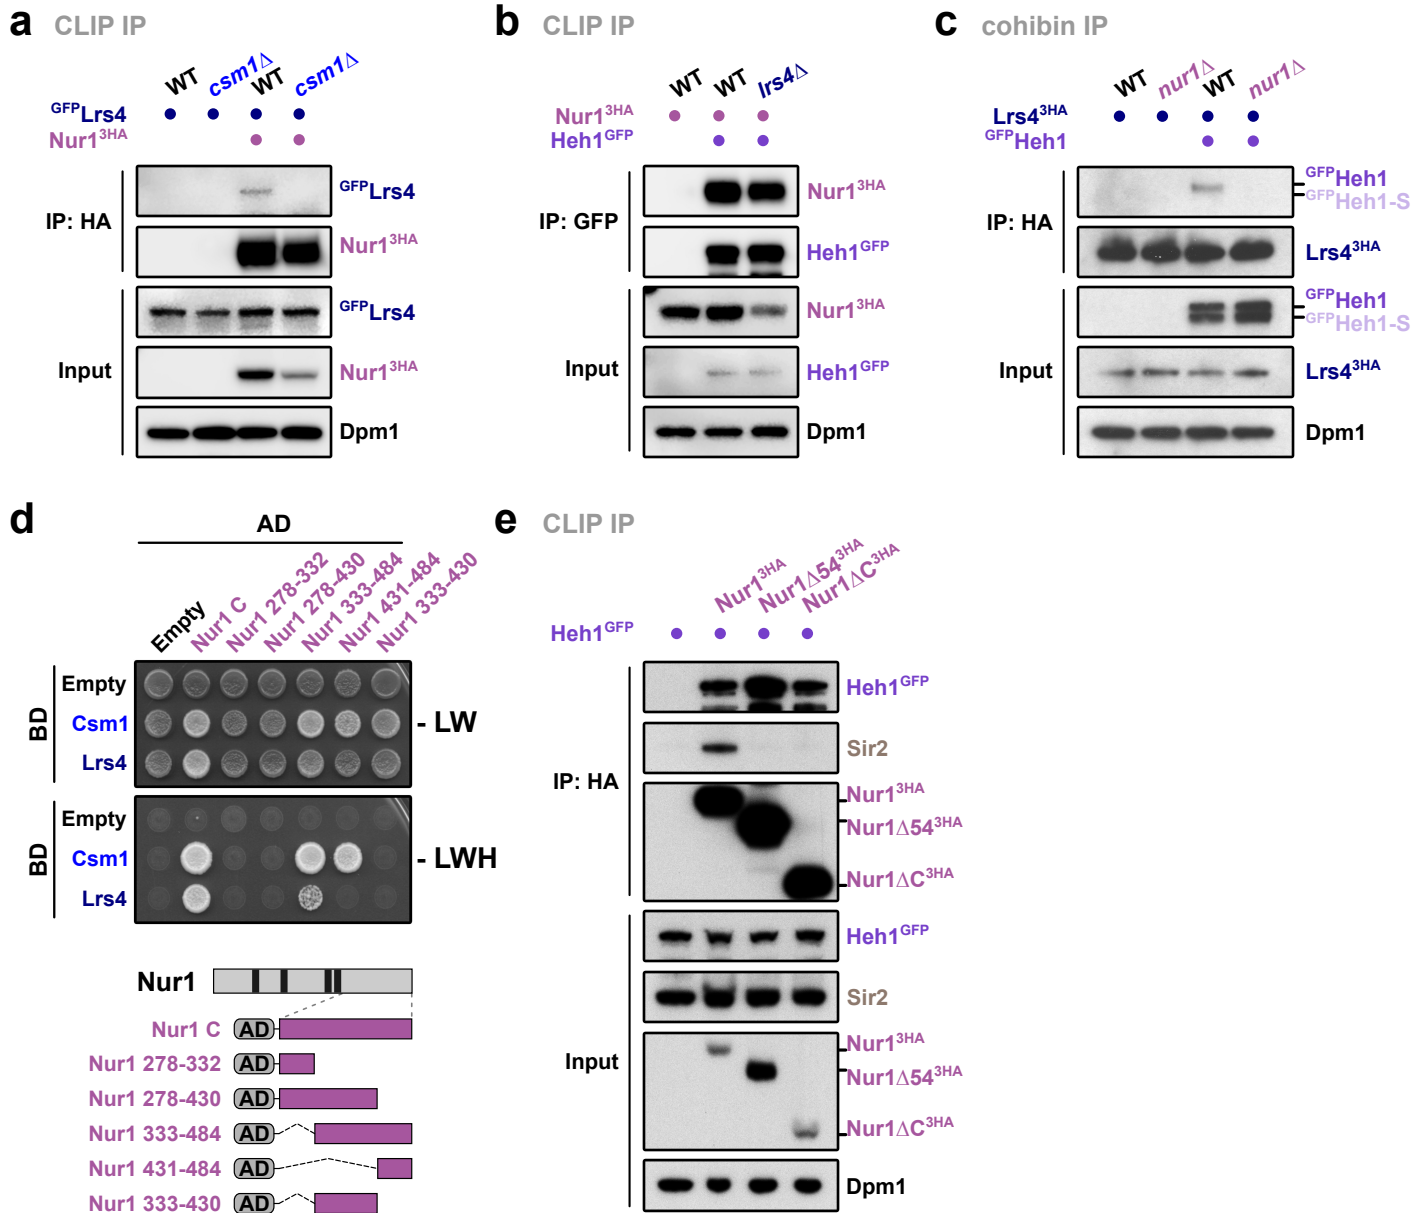 a CLIP IP
WT csm1Δ WT csm1Δ
GFPLrs4
Nur13HA
IP: HA
GFPLrs4
Nur13HA
Input
GFPLrs4
Nur13HA
Dpm1
b CLIP IP
WT WT lrs4Δ
Nur13HA
Heh1GFP
IP: GFP
Nur13HA
Heh1GFP
Input
Nur13HA
Heh1GFP
Dpm1
c cohibin IP
WT nur1Δ WT nur1Δ
Lrs43HA
GFPHeh1
IP: HA
GFPHeh1
GFPHeh1-S
Lrs43HA
Input
GFPHeh1
GFPHeh1-S
Lrs43HA
Dpm1
d
AD
Empty
Nur1 C
Nur1 278-332
Nur1 278-430
Nur1 333-484
Nur1 431-484
Nur1 333-430
BD
Empty
Csm1
Lrs4
- LW
BD
Empty
Csm1
Lrs4
- LWH
Nur1
Nur1 C AD
Nur1 278-332 AD
Nur1 278-430 AD
Nur1 333-484 AD
Nur1 431-484 AD
Nur1 333-430 AD
e CLIP IP
Nur13HA
Nur1Δ543HA
Nur1ΔC3HA
Heh1GFP
IP: HA
Heh1GFP
Sir2
Nur13HA
Nur1Δ543HA
Nur1ΔC3HA
Input
Heh1GFP
Sir2
Nur13HA
Nur1Δ543HA
Nur1ΔC3HA
Dpm1